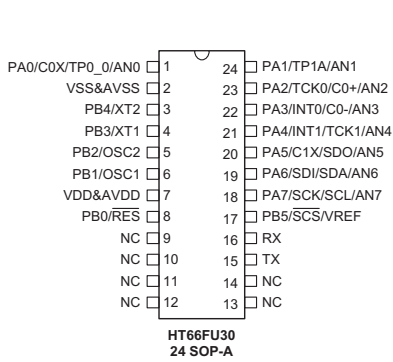 PA0/C0X/TP0_0/AN0 1 24 PA1/TP1A/AN1
VSS&AVSS 2 23 PA2/TCK0/C0+/AN2
PB4/XT2 3 22 PA3/INT0/C0-/AN3
PB3/XT1 4 21 PA4/INT1/TCK1/AN4
PB2/OSC2 5 20 PA5/C1X/SDO/AN5
PB1/OSC1 6 19 PA6/SDI/SDA/AN6
VDD&AVDD 7 18 PA7/SCK/SCL/AN7
PB0/RES 8 17 PB5/SCS/VREF
NC 9 16 RX
NC 10 15 TX
NC 11 14 NC
NC 12 13 NC
HT66FU30
24 SOP-A